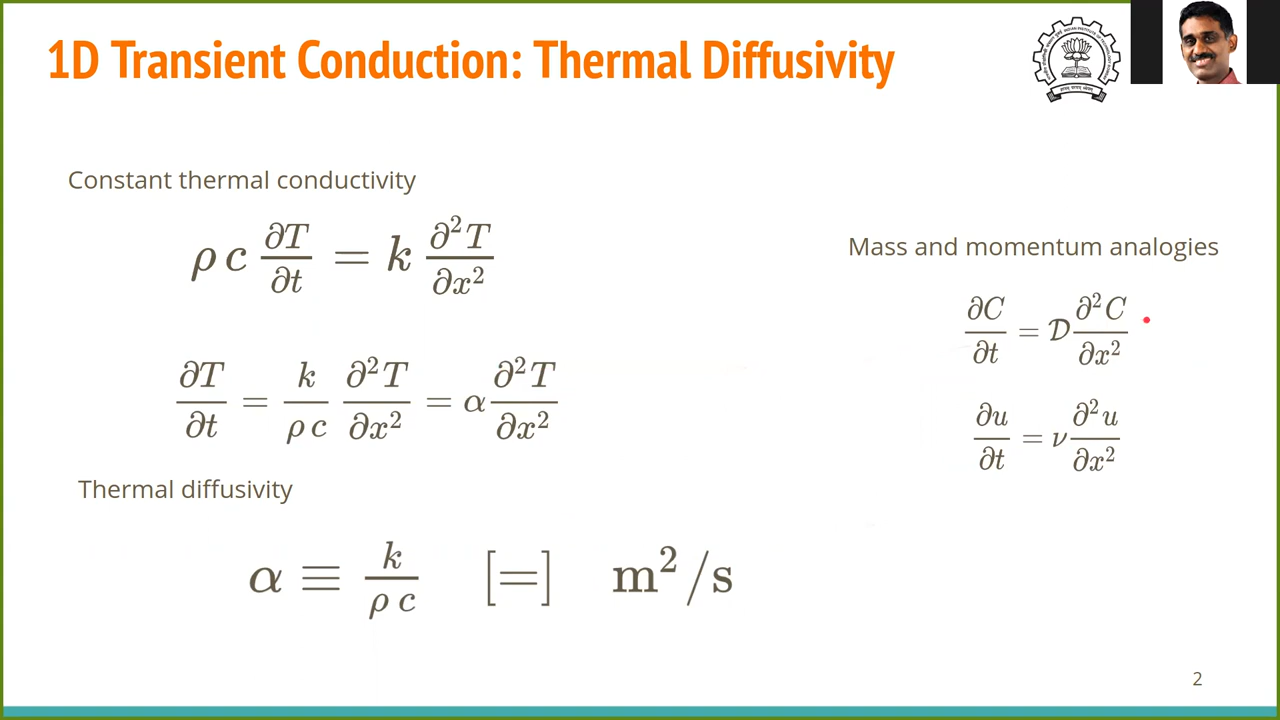 1D Transient Conduction: Thermal Diffusivity
Constant thermal conductivity
ρ c ∂T/∂t = k ∂²T/∂x²
∂T/∂t = k/(ρ c) ∂²T/∂x² = α ∂²T/∂x²
Thermal diffusivity
α ≡ k/(ρ c) [=] m²/s
Mass and momentum analogies
∂C/∂t = 𝒟 ∂²C/∂x²
∂u/∂t = ν ∂²u/∂x²
2